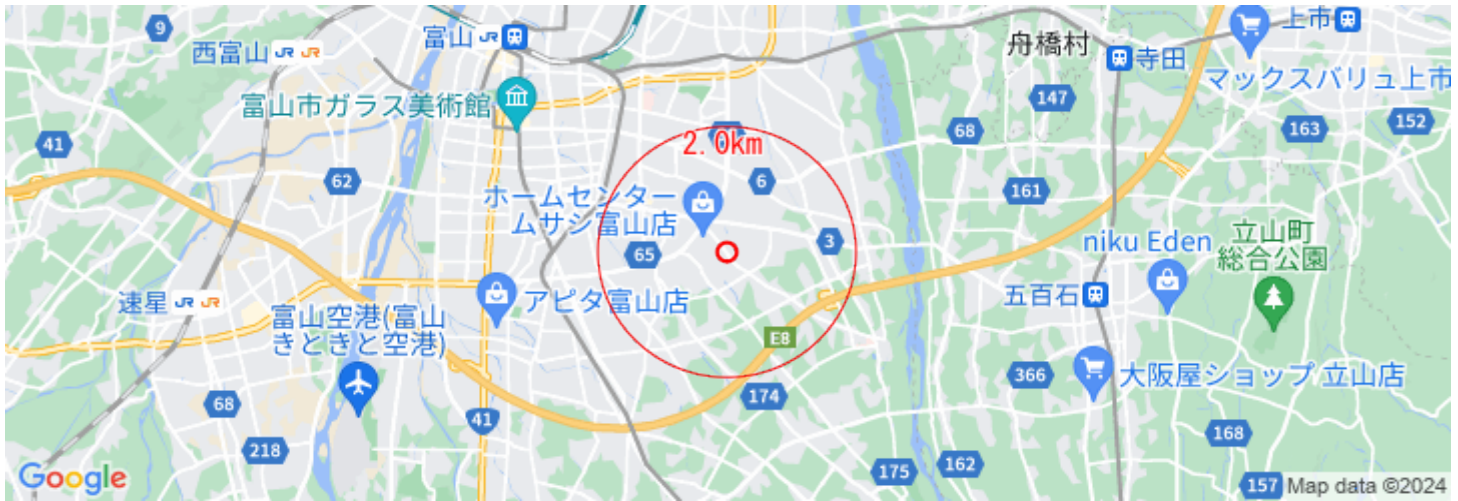 9
西富山
JR
JR
富山
JR
舟橋村
寺田
上市
マックスバリュ上市
富山市ガラス美術館
147
152
41
68
163
2.0km
62
6
161
ホームセンター
ムサシ富山店
3
niku Eden
立山町
総合公園
65
速星
JR
JR
アピタ富山店
五百石
富山空港(富山
きときと空港)
E8
366
大阪屋ショップ 立山店
68
174
41
168
218
175
162
157
Google
Map data ©2024